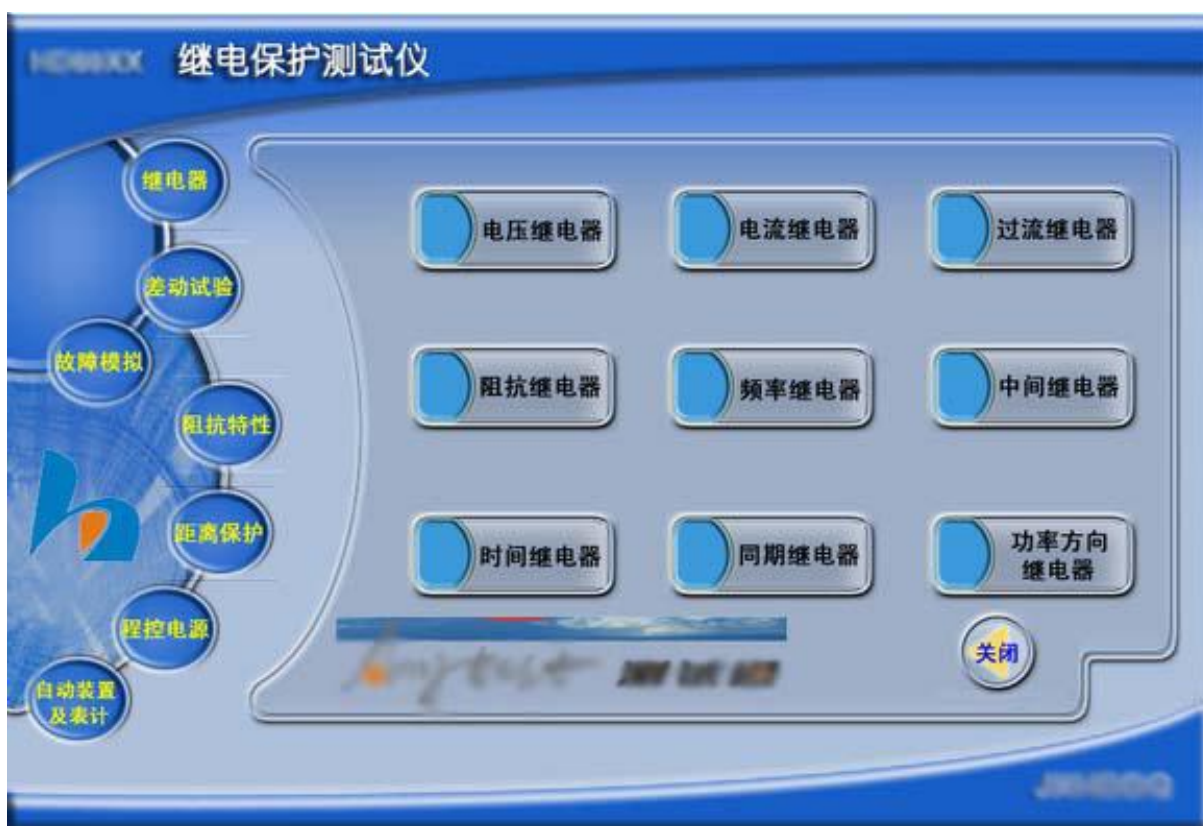 继电保护测试仪
继电器
差动试验
故障模拟
阻抗特性
距离保护
程控电源
自动装置
及表计
电压继电器
电流继电器
过流继电器
阻抗继电器
频率继电器
中间继电器
时间继电器
同期继电器
功率方向
继电器
关闭